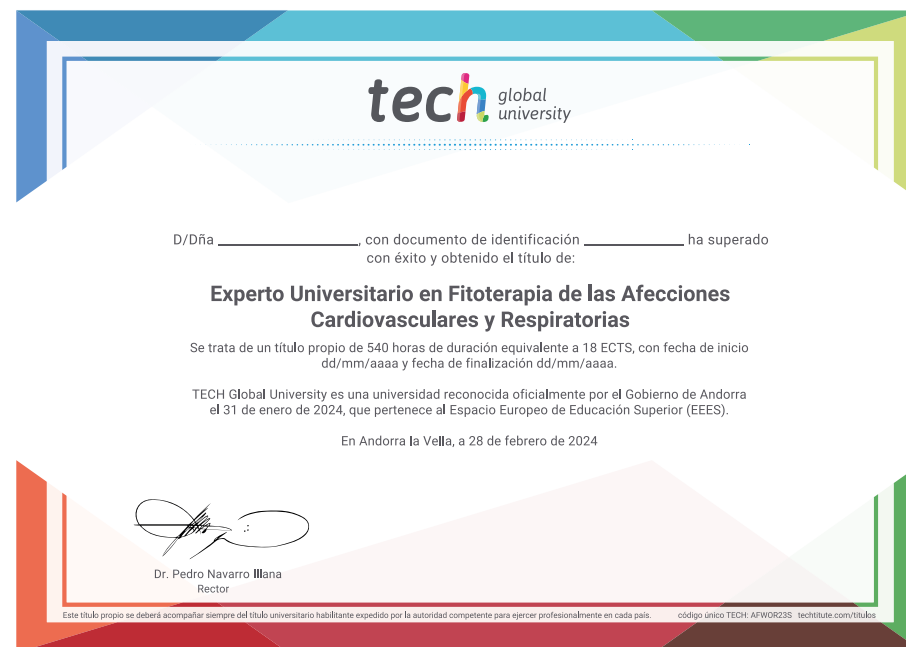 tech global university
D/Dña ____________________, con documento de identificación ______________ ha superado
con éxito y obtenido el título de:
Experto Universitario en Fitoterapia de las Afecciones
Cardiovasculares y Respiratorias
Se trata de un título propio de 540 horas de duración equivalente a 18 ECTS, con fecha de inicio
dd/mm/aaaa y fecha de finalización dd/mm/aaaa.
TECH Global University es una universidad reconocida oficialmente por el Gobierno de Andorra
el 31 de enero de 2024, que pertenece al Espacio Europeo de Educación Superior (EEES).
En Andorra la Vella, a 28 de febrero de 2024
Dr. Pedro Navarro Illana
Rector
Este título propio se deberá acompañar siempre del título universitario habilitante expedido por la autoridad competente para ejercer profesionalmente en cada país. código único TECH: AFWOR23S techtitute.com/titulos